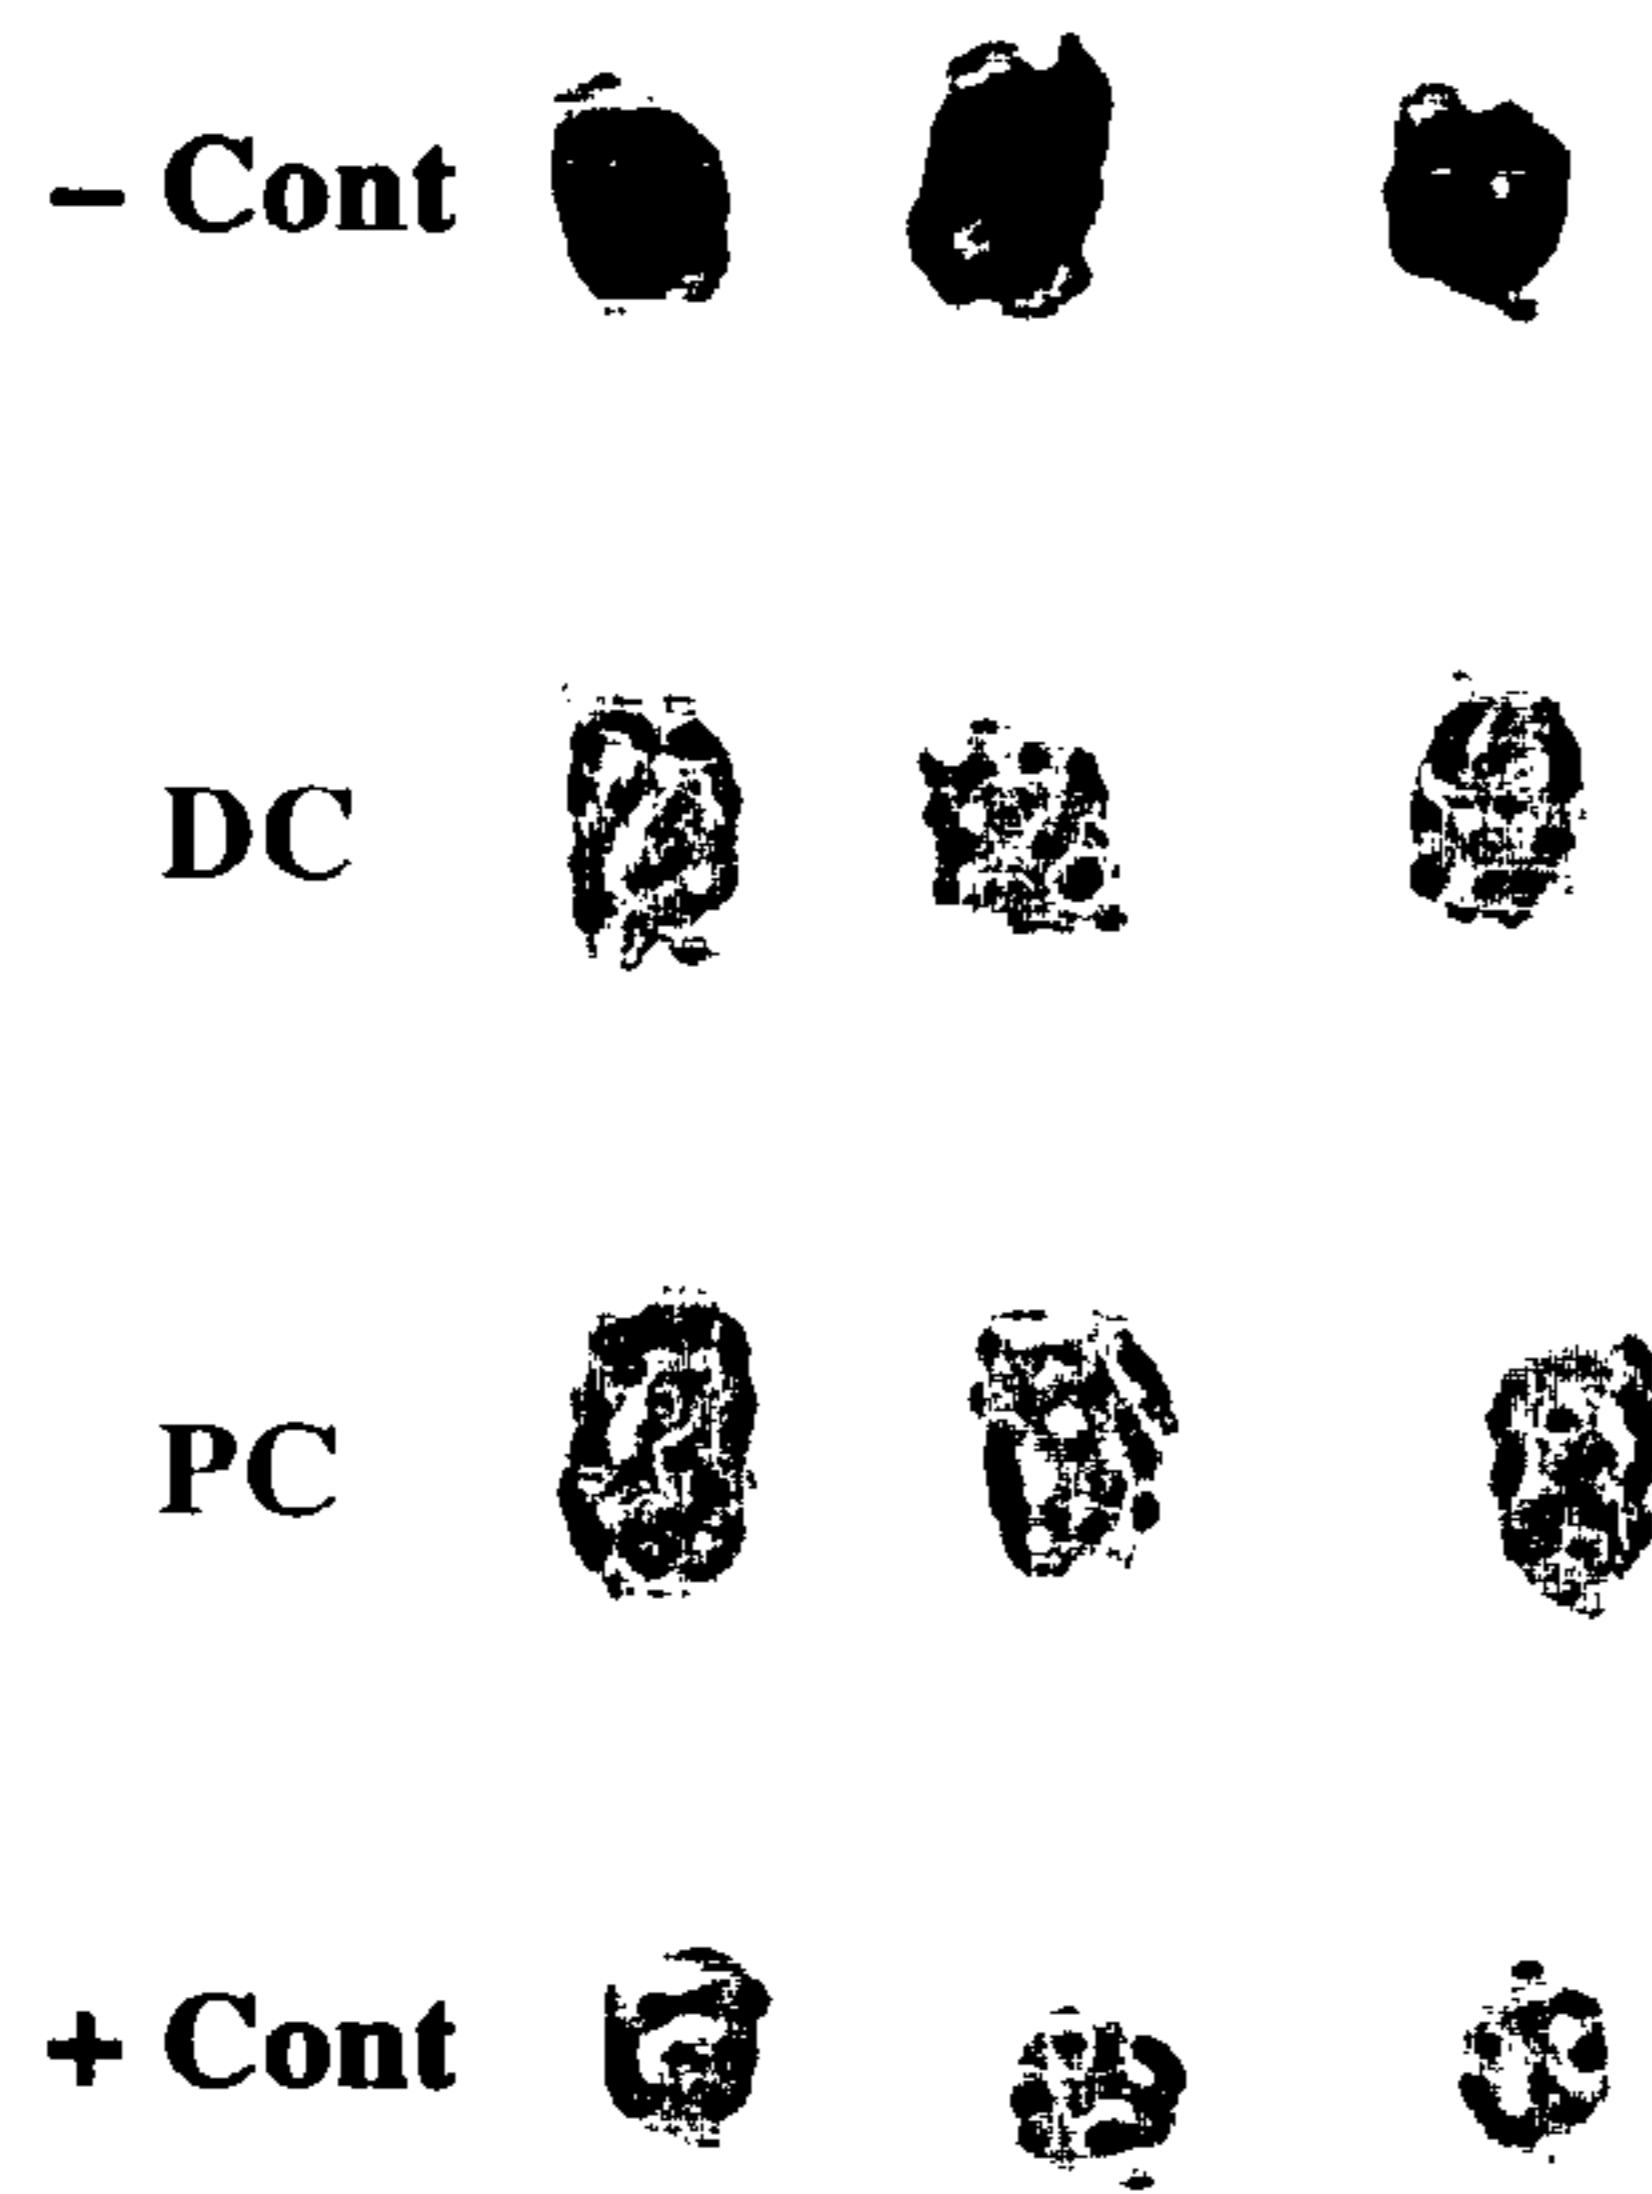 – Cont
DC
PC
+ Cont